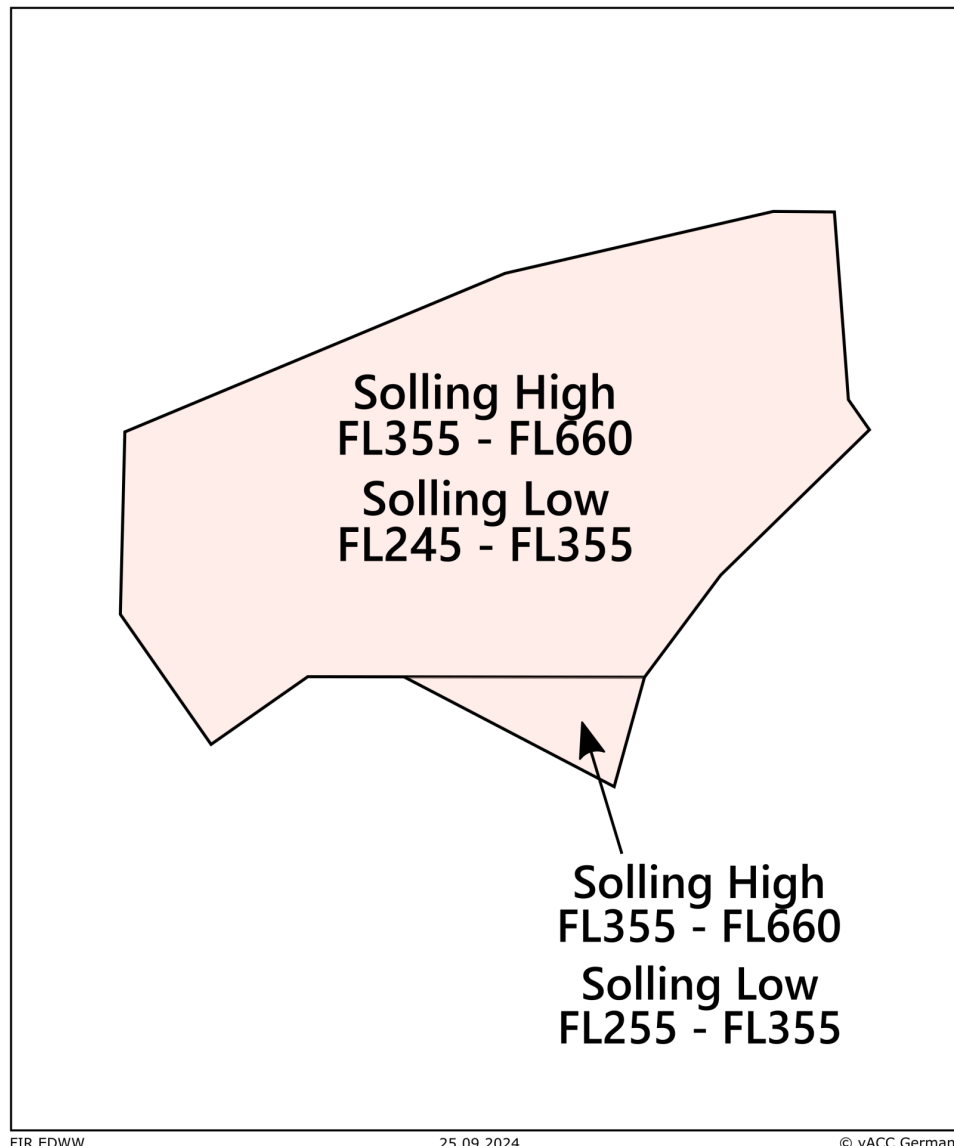 Solling High
FL355 - FL660
Solling Low
FL245 - FL355
Solling High
FL355 - FL660
Solling Low
FL255 - FL355
FIR EDWW
25.09.2024
© vACC German